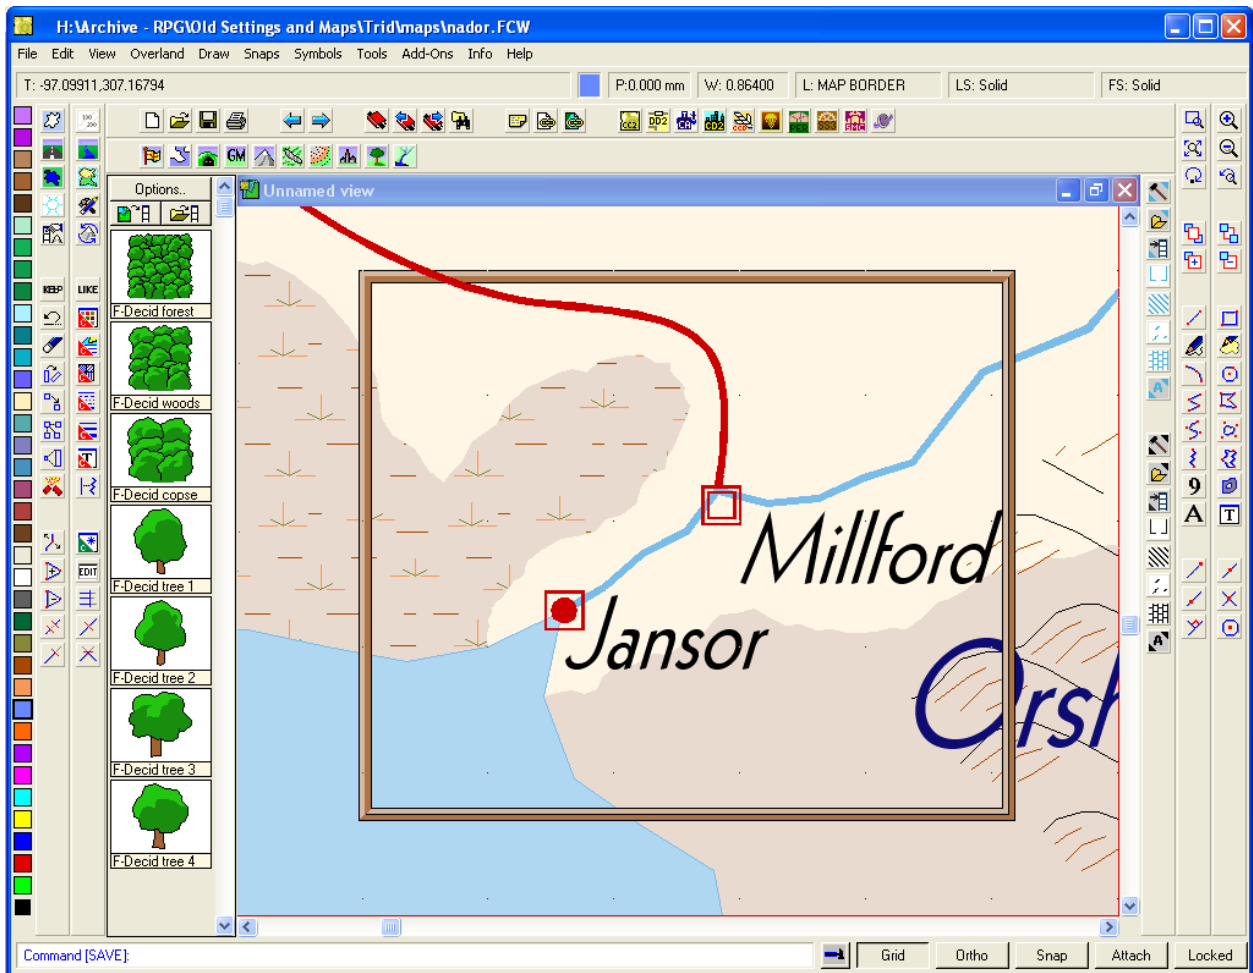 H:\Archive - RPG\Old Settings and Maps\Trid\maps\nador.FCW
File Edit View Overland Draw Snaps Symbols Tools Add-Ons Info Help
T: -97.09911,307.16794 P:0.000 mm W: 0.86400 L: MAP BORDER LS: Solid FS: Solid
GM
Options..
Unnamed view
F-Decid forest
KEEP LIKE
F-Decid woods
F-Decid copse
F-Decid tree 1
EDIT
F-Decid tree 2
F-Decid tree 3
F-Decid tree 4
Millford
Jansor
Orsh
Command [SAVE]:
Grid Ortho Snap Attach Locked